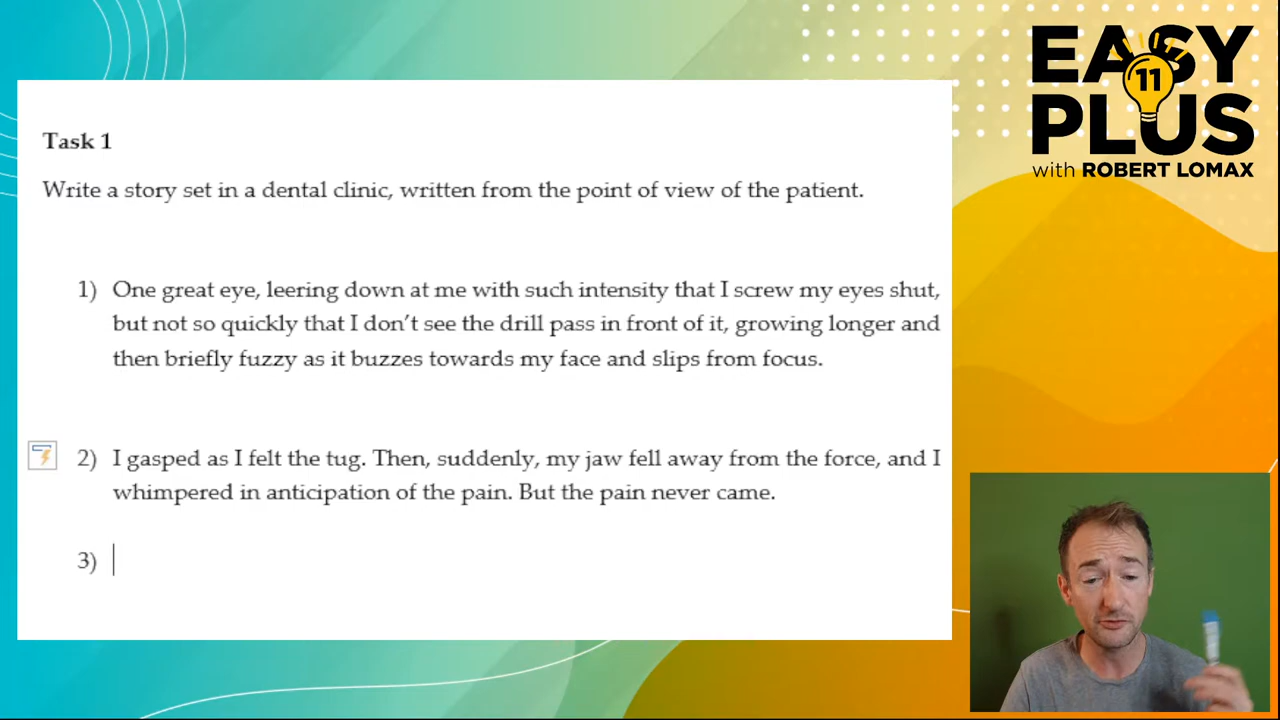 EASY
11
PLUS
with ROBERT LOMAX
Task 1
Write a story set in a dental clinic, written from the point of view of the patient.
1) One great eye, leering down at me with such intensity that I screw my eyes shut,
but not so quickly that I don't see the drill pass in front of it, growing longer and
then briefly fuzzy as it buzzes towards my face and slips from focus.
2) I gasped as I felt the tug. Then, suddenly, my jaw fell away from the force, and I
whimpered in anticipation of the pain. But the pain never came.
3)